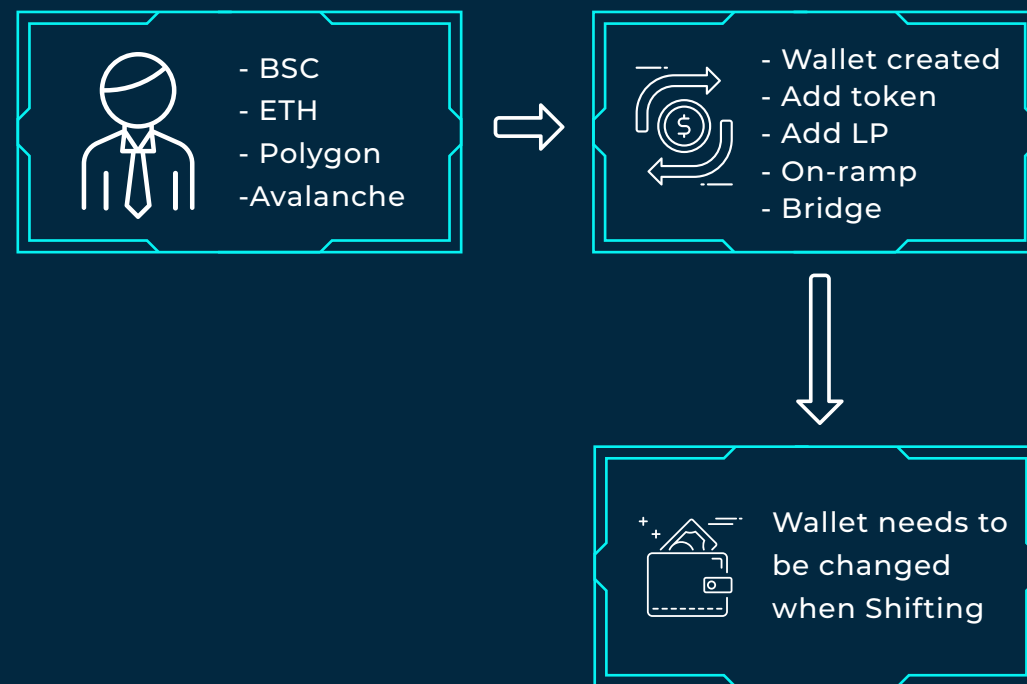 - BSC
- ETH
- Polygon
-Avalanche
- Wallet created
- Add token
- Add LP
- On-ramp
- Bridge
Wallet needs to
be changed
when Shifting